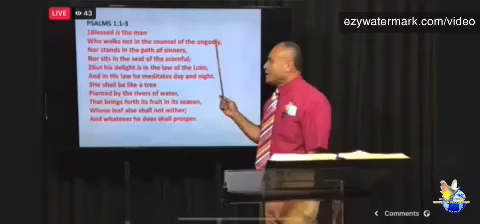 LIVE
43
ezywatermark.com/video
PSALMS 1:1-3
1Blessed is the man
Who walks not in the counsel of the ungodly,
Nor stands in the path of sinners,
Nor sits in the seat of the scornful;
2But his delight is in the law of the LORD,
And in His law he meditates day and night.
3He shall be like a tree
Planted by the rivers of water,
That brings forth its fruit in its season,
Whose leaf also shall not wither;
And whatever he does shall prosper.
Comments